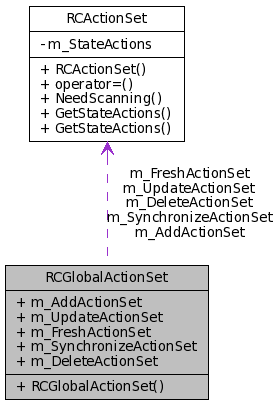 RCActionSet
- m_StateActions
+ RCActionSet()
+ operator=()
+ NeedScanning()
+ GetStateActions()
+ GetStateActions()
m_FreshActionSet
m_UpdateActionSet
m_DeleteActionSet
m_SynchronizeActionSet
m_AddActionSet
RCGlobalActionSet
+ m_AddActionSet
+ m_UpdateActionSet
+ m_FreshActionSet
+ m_SynchronizeActionSet
+ m_DeleteActionSet
+ RCGlobalActionSet()